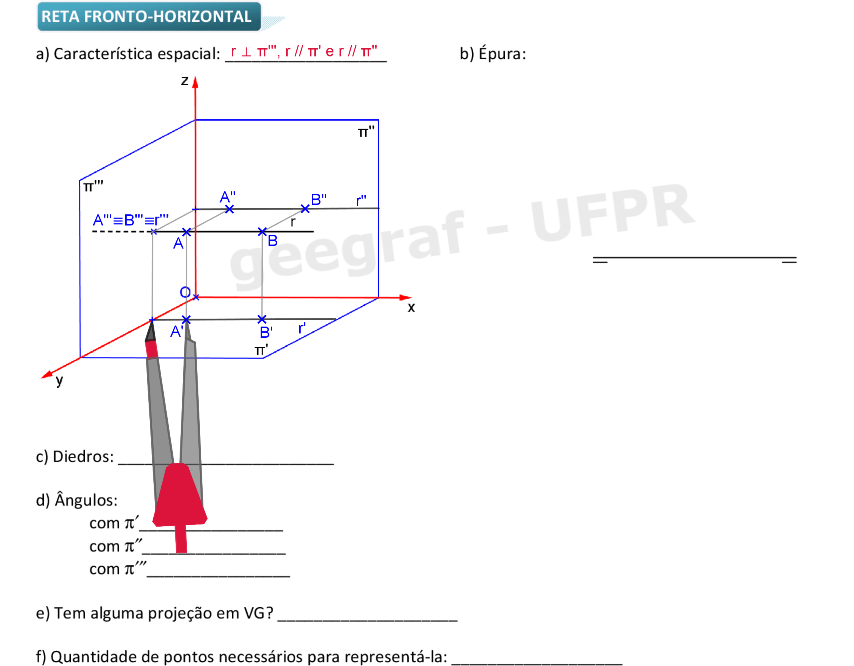 RETA FRONTO-HORIZONTAL
a) Característica espacial: r ⊥ π''', r // π' e r // π''
b) Épura:
z
π''
π'''
A'' B'' r''
A'''≡B'''≡r'''
r
A B
geegraf - UFPR
O
x
A' B' r'
π'
y
c) Diedros: ________________________
d) Ângulos:
com π′________________
com π″________________
com π‴________________
e) Tem alguma projeção em VG? ____________________
f) Quantidade de pontos necessários para representá-la: ___________________